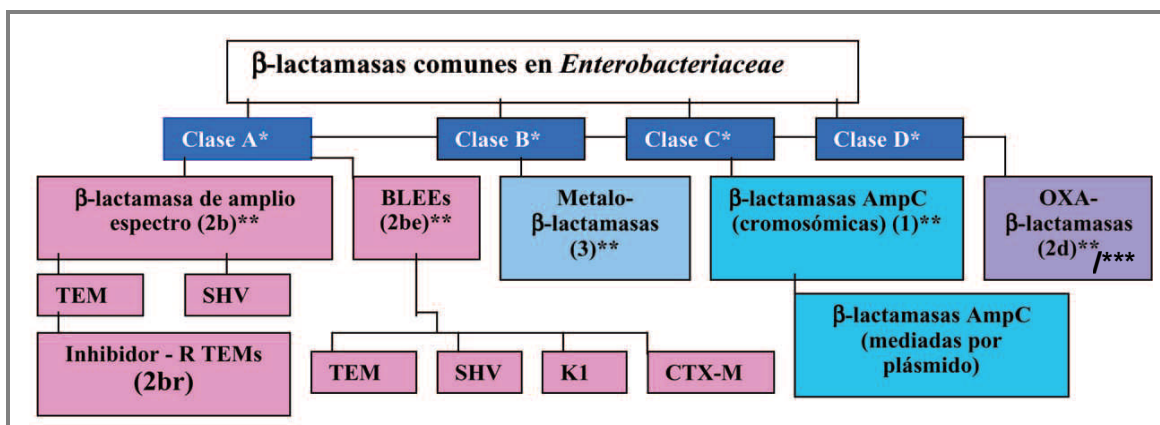 β-lactamasas comunes en Enterobacteriaceae
Clase A*
Clase B*
Clase C*
Clase D*
β-lactamasa de amplio
espectro (2b)**
BLEEs
(2be)**
Metalo-
β-lactamasas
(3)**
β-lactamasas AmpC
(cromosómicas) (1)**
OXA-
β-lactamasas
(2d)**/***
TEM
SHV
Inhibidor - R TEMs
(2br)
TEM
SHV
K1
CTX-M
β-lactamasas AmpC
(mediadas por
plásmido)